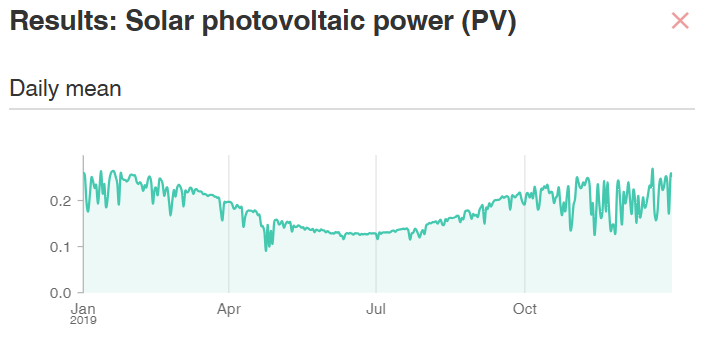 Results: Solar photovoltaic power (PV)
Daily mean
0.2
0.1
0.0
Jan Apr Jul Oct
2019